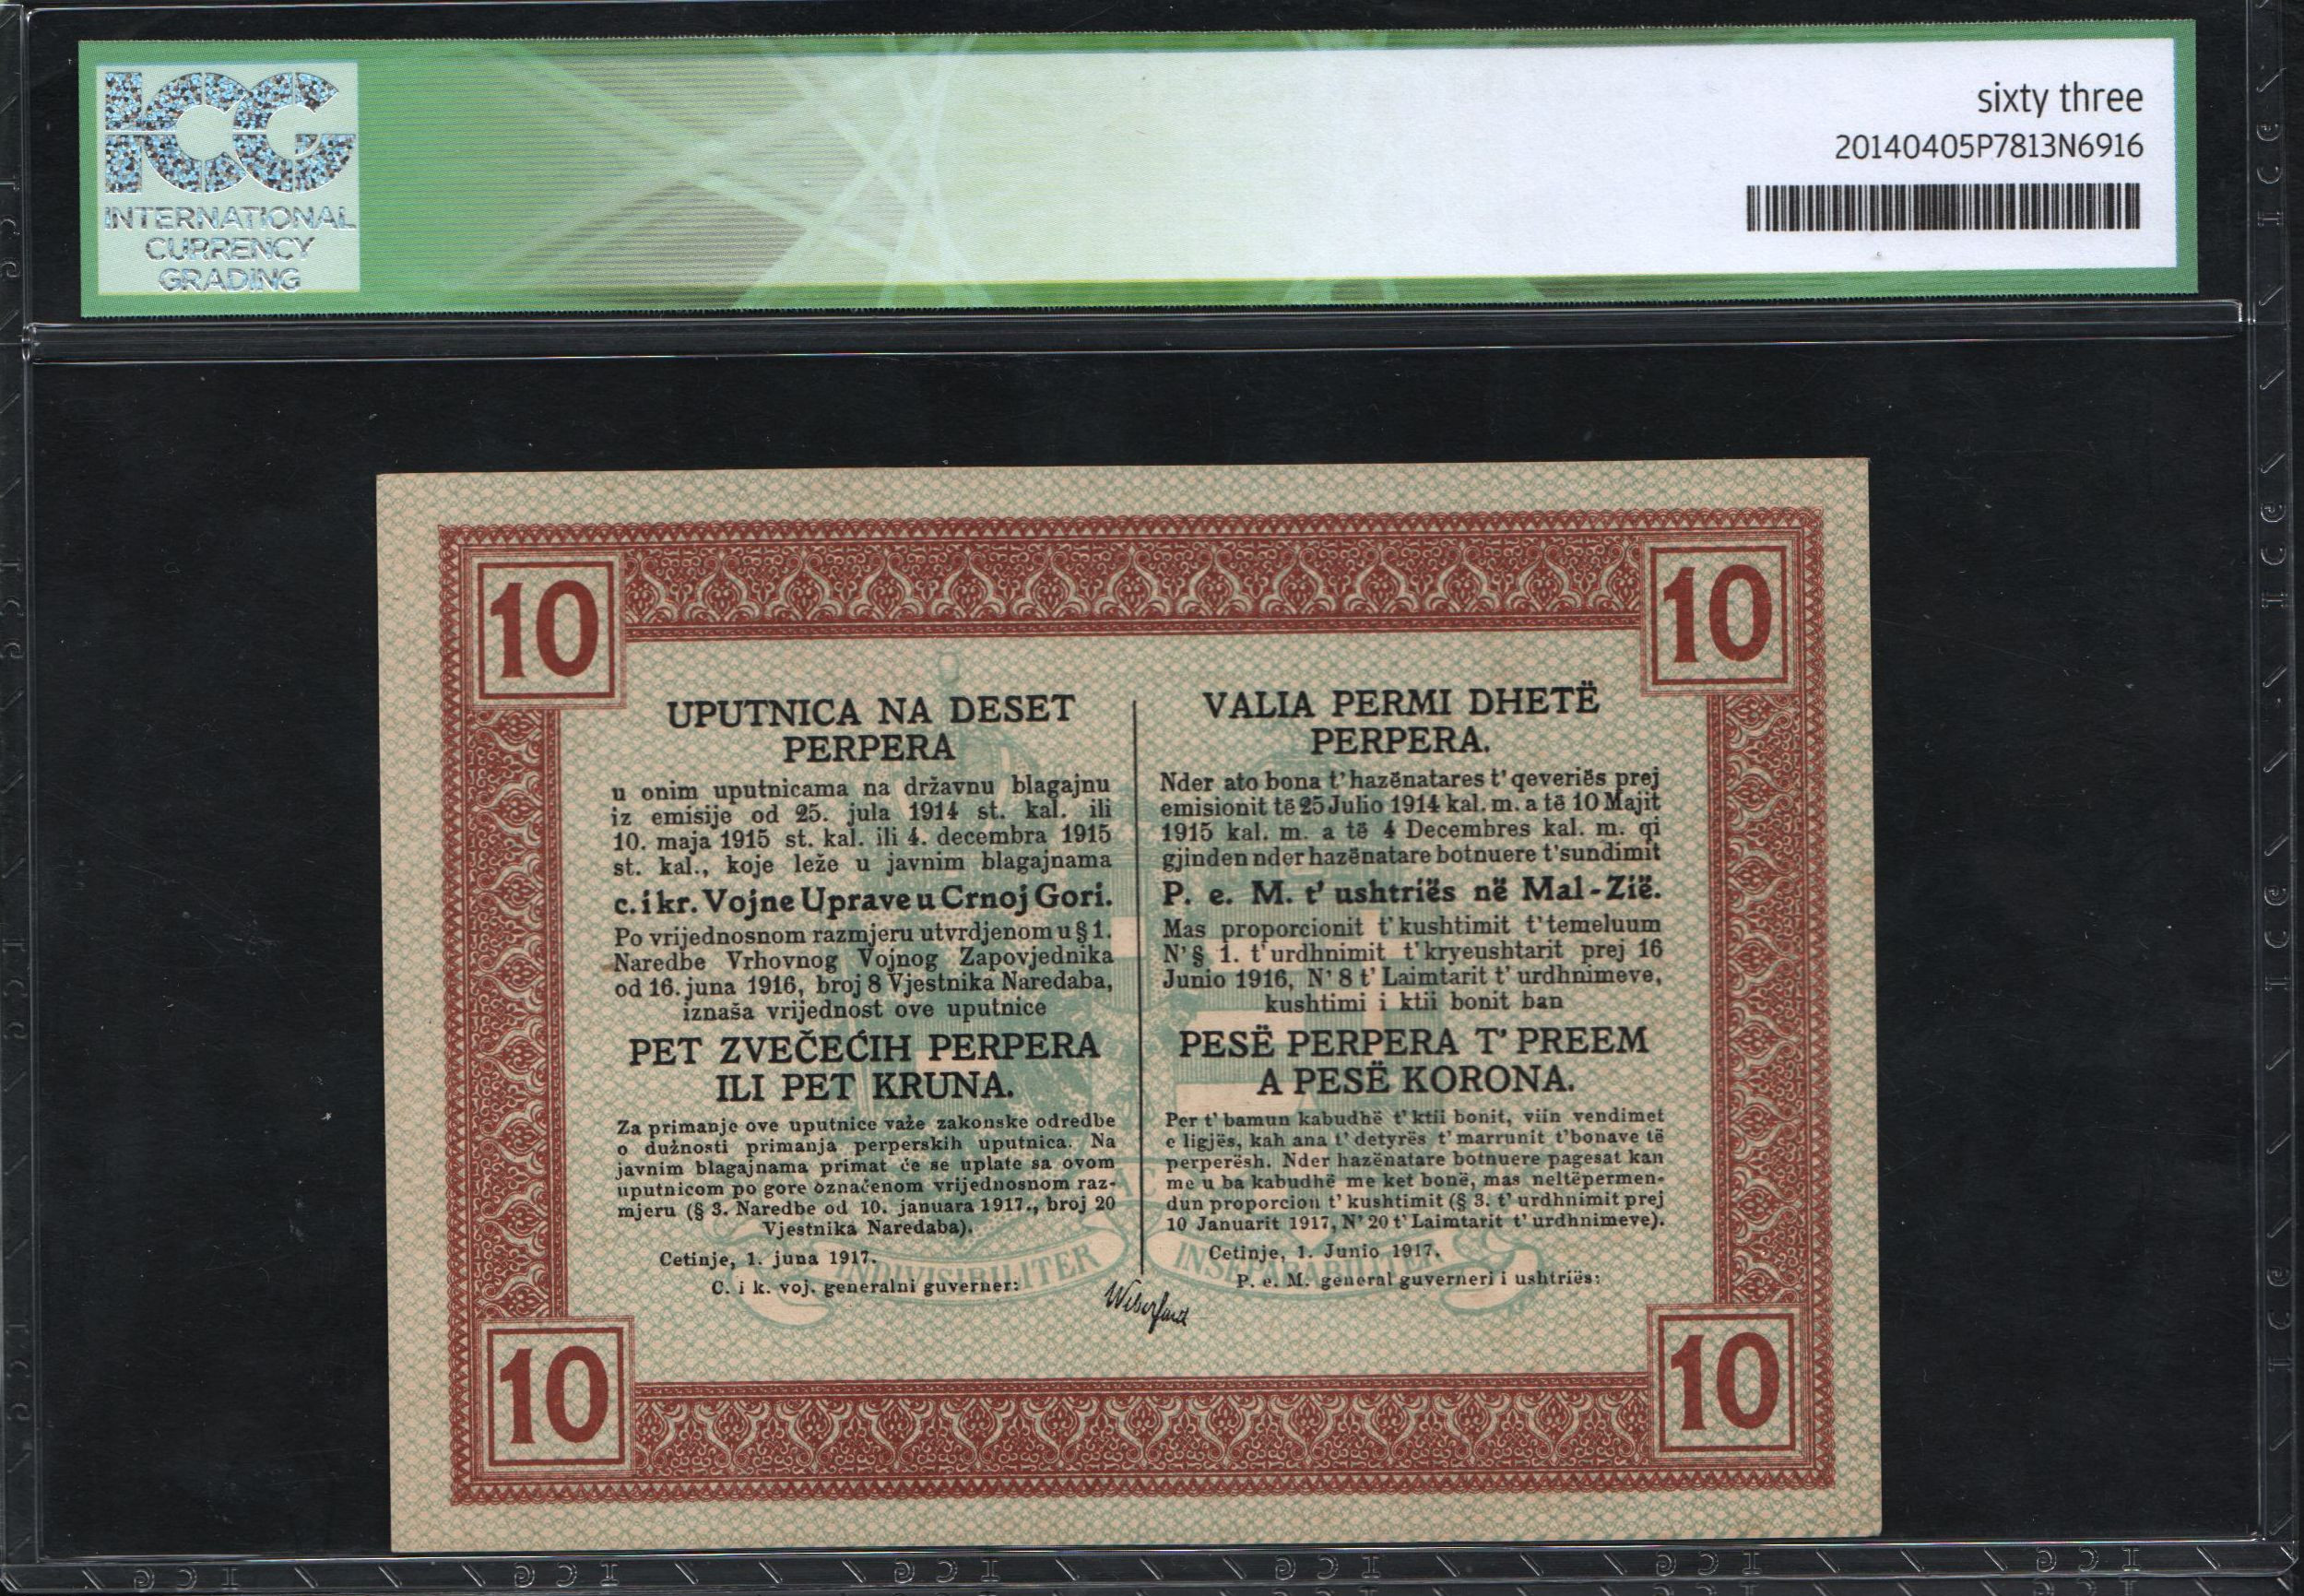 ICG
INTERNATIONAL
CURRENCY
GRADING
sixty three
20140405P7813N6916
10
10
UPUTNICA NA DESET
PERPERA
u onim uputnicama na državnu blagajnu
iz emisije od 25. jula 1914 st. kal. ili
10. maja 1915 st. kal. ili 4. decembra 1915
st. kal., koje leže u javnim blagajnama
c. i kr. Vojne Uprave u Crnoj Gori.
Po vrijednosnom razmjeru utvrdjenom u § 1.
Naredbe Vrhovnog Vojnog Zapovjednika
od 16. juna 1916, broj 8 Vjestnika Naredaba,
iznaša vrijednost ove uputnice
PET ZVEČEĆIH PERPERA
ILI PET KRUNA.
Za primanje ove uputnice važe zakonske odredbe
o dužnosti primanja perperskih uputnica. Na
javnim blagajnama primat će se uplate sa ovom
uputnicom po gore označenom vrijednosnom raz-
mjeru (§ 3. Naredbe od 10. januara 1917., broj 20
Vjestnika Naredaba).
Cetinje, 1. juna 1917.
C. i k. voj. generalni guverner:
VALIA PERMI DHETË
PERPERA.
Nder ato bona t' hazënatares t' qeveriës prej
emisionit të 25 Julio 1914 kal. m. a të 10 Majit
1915 kal. m. a të 4 Decembres kal. m. qi
gjinden nder hazënatare botnuere t' sundimit
P. e. M. t' ushtriës në Mal-Zië.
Mas proporcionit t' kushtimit t' temeluum
N' § 1. t' urdhnimit t' kryeushtarit prej 16
Junio 1916, N' 8 t' Laimtarit t' urdhnimeve,
kushtimi i ktii bonit ban
PESË PERPERA T' PREEM
A PESË KORONA.
Per t' bamun kabudhë t' ktii bonit, viin vendimet
e ligjës, kah ana t' detyrës t' marrunit t' bonave të
perperësh. Nder hazënatare botnuere pagesat kan
me u ba kabudhë me ket bonë, mas neltëpermen-
dun proporcion t' kushtimit (§ 3. t' urdhnimit prej
10 Januarit 1917, N' 20 t' Laimtarit t' urdhnimeve).
Cetinje, 1. Junio 1917.
P. e. M. general guverneri i ushtriës:
INDIVISIBILITER
INSEPARABILITER
10
10